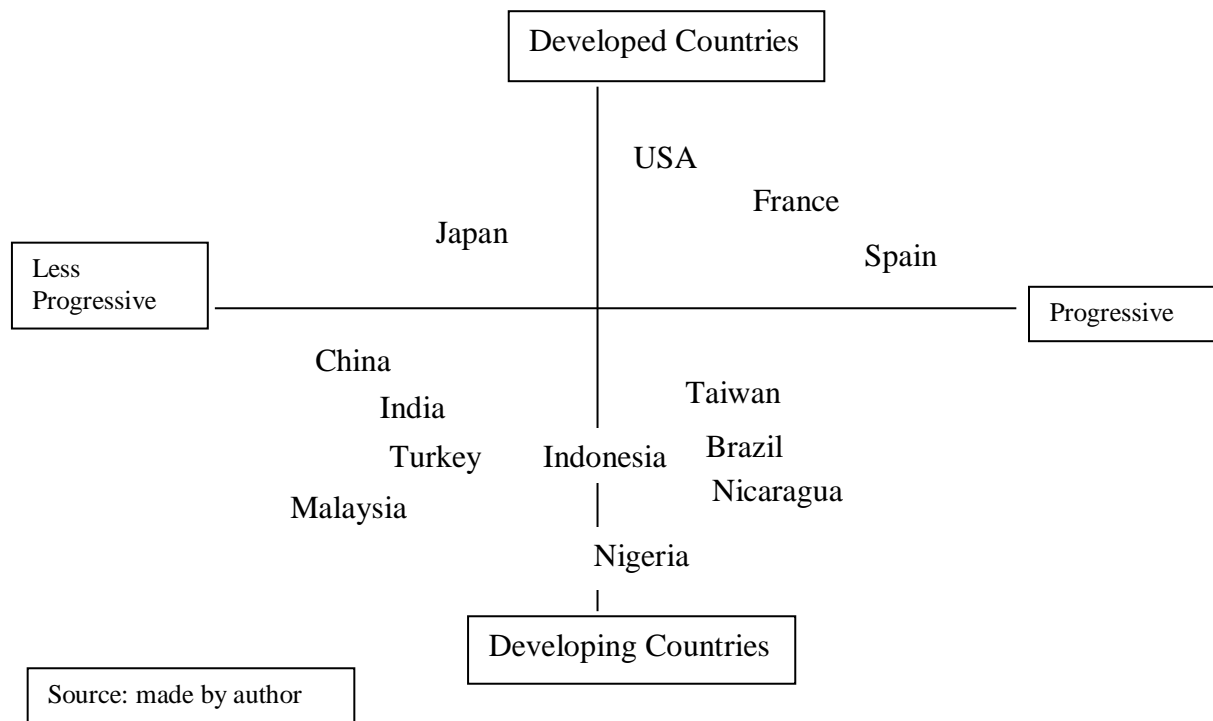 Developed Countries
USA
France
Japan
Spain
Less
Progressive
Progressive
China
Taiwan
India
Brazil
Turkey
Indonesia
Nicaragua
Malaysia
Nigeria
Developing Countries
Source: made by author